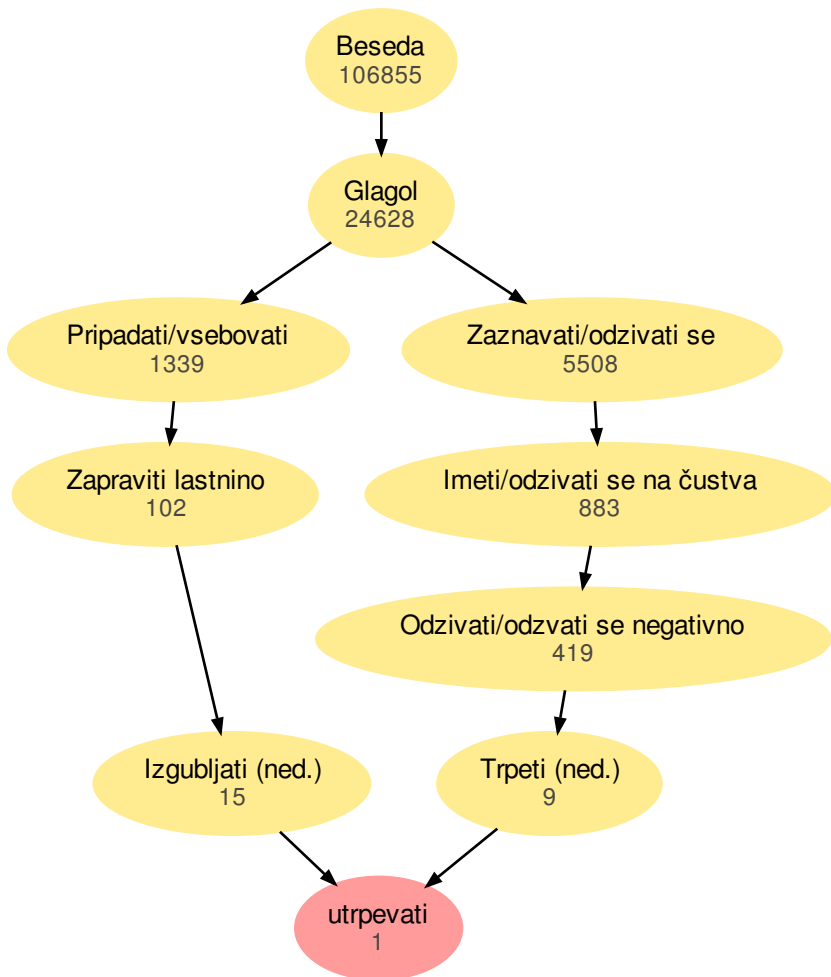 Beseda
106855
Glagol
24628
Pripadati/vsebovati
1339
Zaznavati/odzivati se
5508
Zapraviti lastnino
102
Imeti/odzivati se na čustva
883
Odzivati/odzvati se negativno
419
Izgubljati (ned.)
15
Trpeti (ned.)
9
utrpevati
1